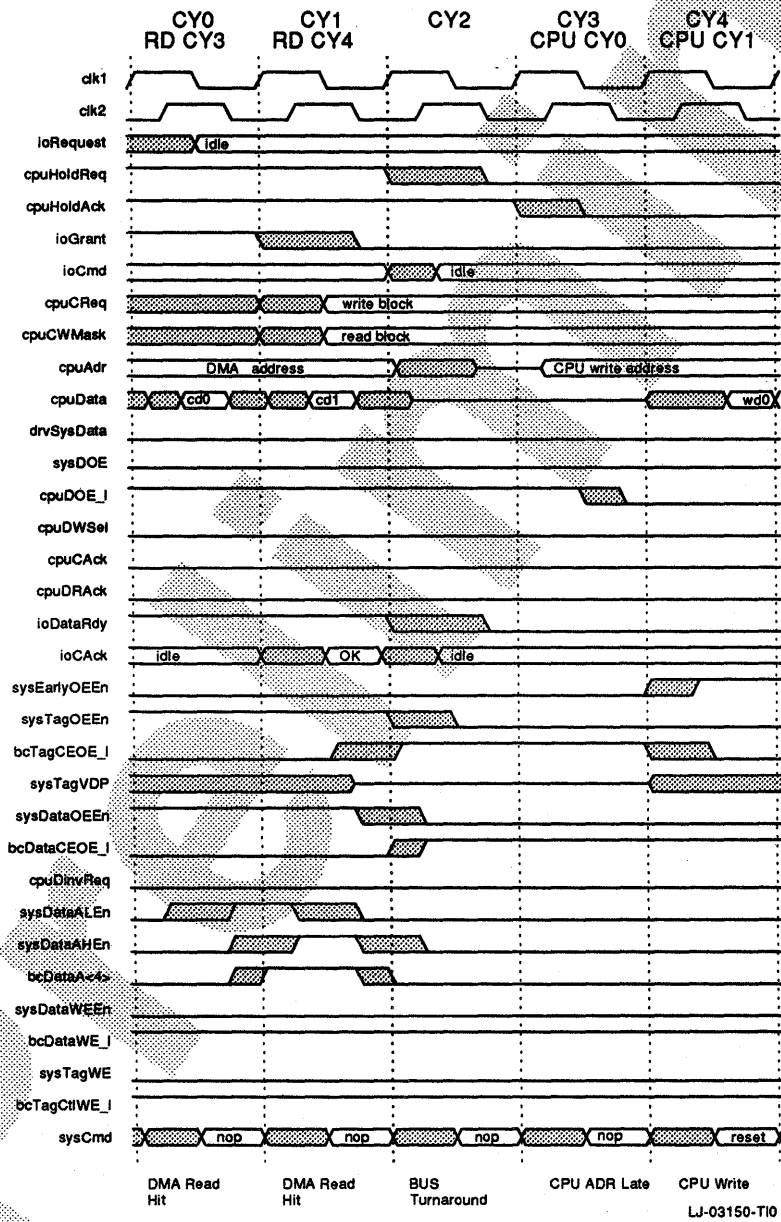 CY0 CY1 CY2 CY3 CY4
RD CY3 RD CY4 CPU CY0 CPU CY1
clk1
clk2
ioRequest idle
cpuHoldReq
cpuHoldAck
ioGrant
ioCmd idle
cpuCReq write block
cpuCWMask read block
cpuAdr DMA address CPU write address
cpuData cd0 cd1 wd0
drvSysData
sysDOE
cpuDOE_l
cpuDWSel
cpuCAck
cpuDRAck
ioDataRdy
ioCAck idle OK idle
sysEarlyOEEn
sysTagOEEn
bcTagCEOE_l
sysTagVDP
sysDataOEEn
bcDataCEOE_l
cpuDInvReq
sysDataALEn
sysDataAHEn
bcDataA<4>
sysDataWEEn
bcDataWE_l
sysTagWE
bcTagCtlWE_l
sysCmd nop nop nop nop reset
DMA Read DMA Read BUS CPU ADR Late CPU Write
Hit Hit Turnaround
LJ-03150-TI0